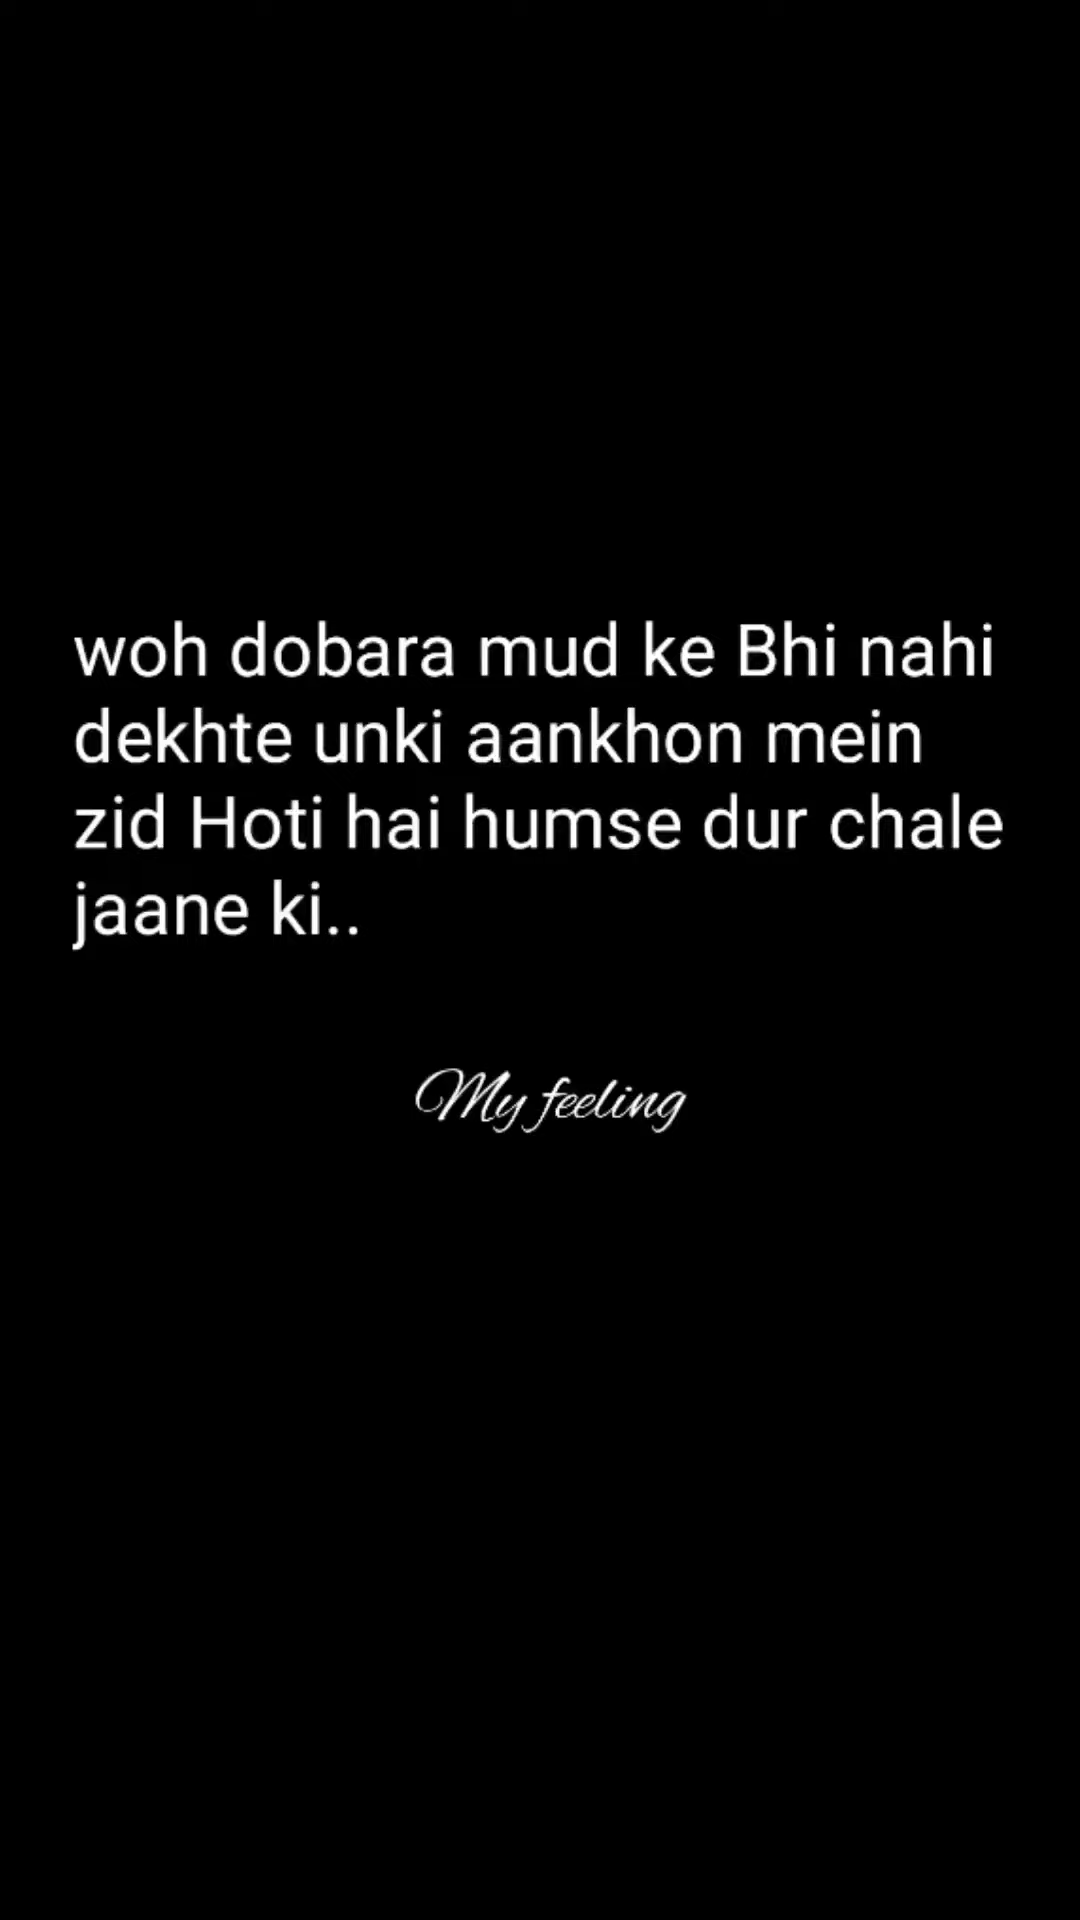 woh dobara mud ke Bhi nahi
dekhte unki aankhon mein
zid Hoti hai humse dur chale
jaane ki..
My feeling